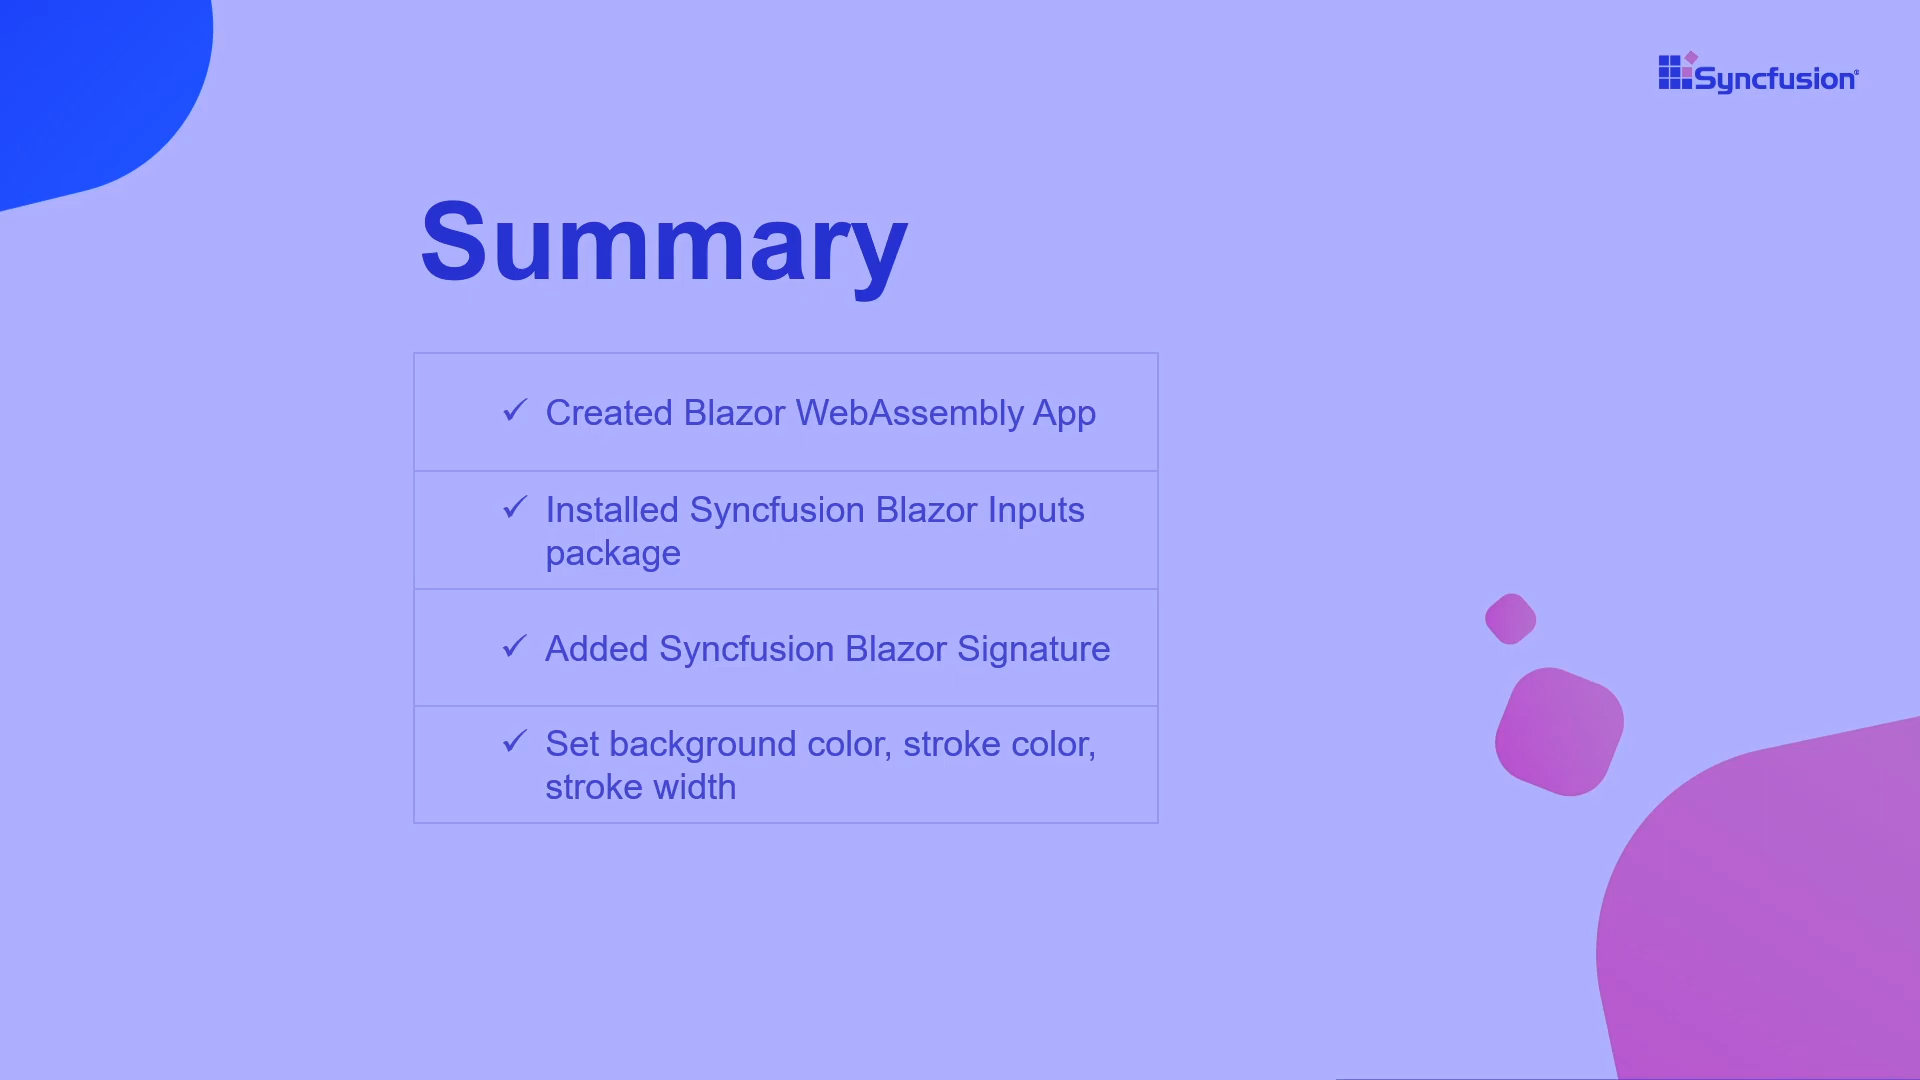 Syncfusion®
Summary
✓ Created Blazor WebAssembly App
✓ Installed Syncfusion Blazor Inputs
package
✓ Added Syncfusion Blazor Signature
✓ Set background color, stroke color,
stroke width